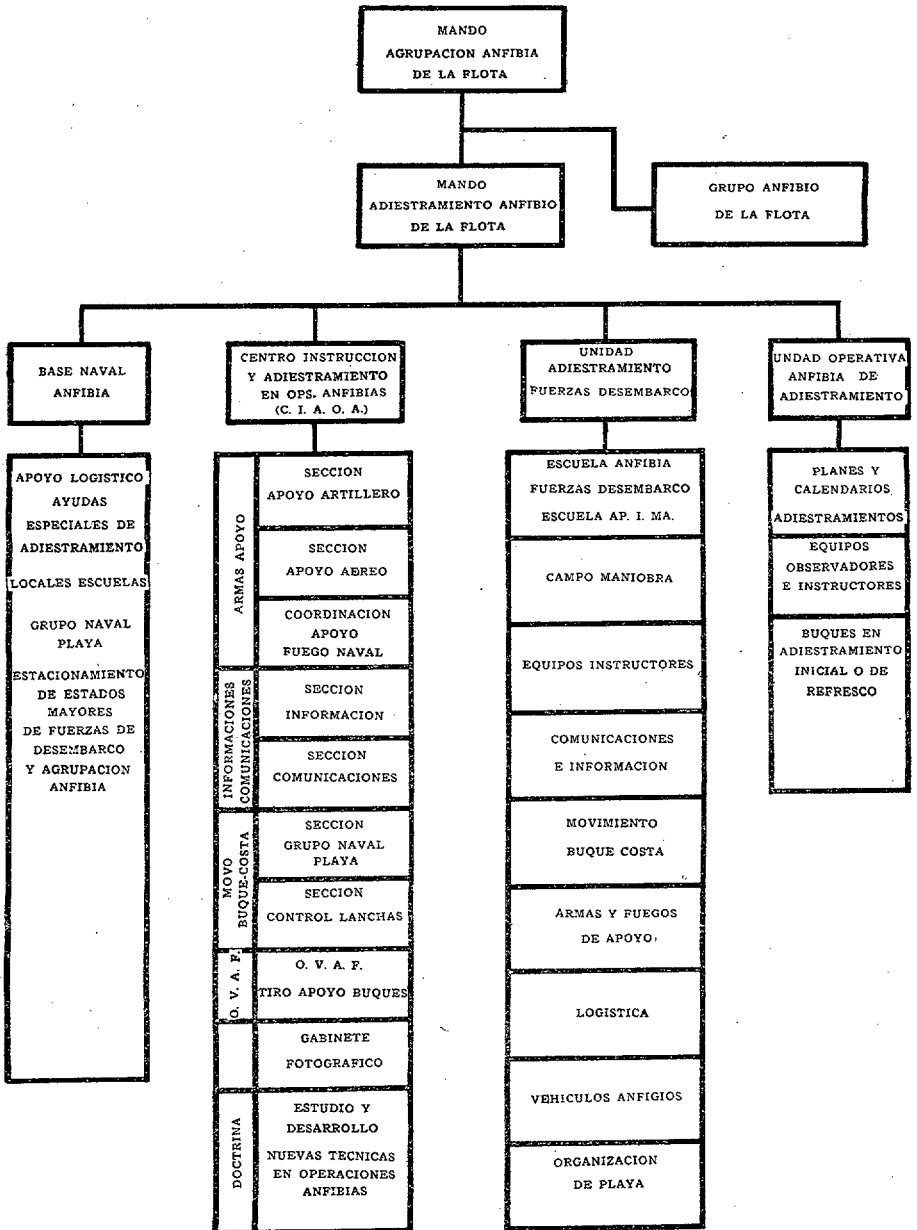 MANDO
AGRUPACION ANFIBIA
DE LA FLOTA
MANDO
ADIESTRAMIENTO ANFIBIO
DE LA FLOTA
GRUPO ANFIBIO
DE LA FLOTA
BASE NAVAL
ANFIBIA
APOYO LOGISTICO
AYUDAS
ESPECIALES DE
ADIESTRAMIENTO
LOCALES ESCUELAS
GRUPO NAVAL
PLAYA
ESTACIONAMIENTO
DE ESTADOS
MAYORES
DE FUERZAS DE
DESEMBARCO
Y AGRUPACION
ANFIBIA
CENTRO INSTRUCCION
Y ADIESTRAMIENTO
EN OPS. ANFIBIAS
(C. I. A. O. A.)
ARMAS APOYO
SECCION
APOYO ARTILLERO
SECCION
APOYO AEREO
COORDINACION
APOYO
FUEGO NAVAL
INFORMACIONES
COMUNICACIONES
SECCION
INFORMACION
SECCION
COMUNICACIONES
MOVO
BUQUE-COSTA
SECCION
GRUPO NAVAL
PLAYA
SECCION
CONTROL LANCHAS
O. V. A. F.
O. V. A. F.
TIRO APOYO BUQUES
GABINETE
FOTOGRAFICO
DOCTRINA
ESTUDIO Y
DESARROLLO
NUEVAS TECNICAS
EN OPERACIONES
ANFIBIAS
UNIDAD
ADIESTRAMIENTO
FUERZAS DESEMBARCO
ESCUELA ANFIBIA
FUERZAS DESEMBARCO
ESCUELA AP. I. MA.
CAMPO MANIOBRA
EQUIPOS INSTRUCTORES
COMUNICACIONES
E INFORMACION
MOVIMIENTO
BUQUE COSTA
ARMAS Y FUEGOS
DE APOYO
LOGISTICA
VEHICULOS ANFIGIOS
ORGANIZACION
DE PLAYA
UNDAD OPERATIVA
ANFIBIA DE
ADIESTRAMIENTO
PLANES Y
CALENDARIOS
ADIESTRAMIENTOS
EQUIPOS
OBSERVADORES
E INSTRUCTORES
BUQUES EN
ADIESTRAMIENTO
INICIAL O DE
REFRESCO